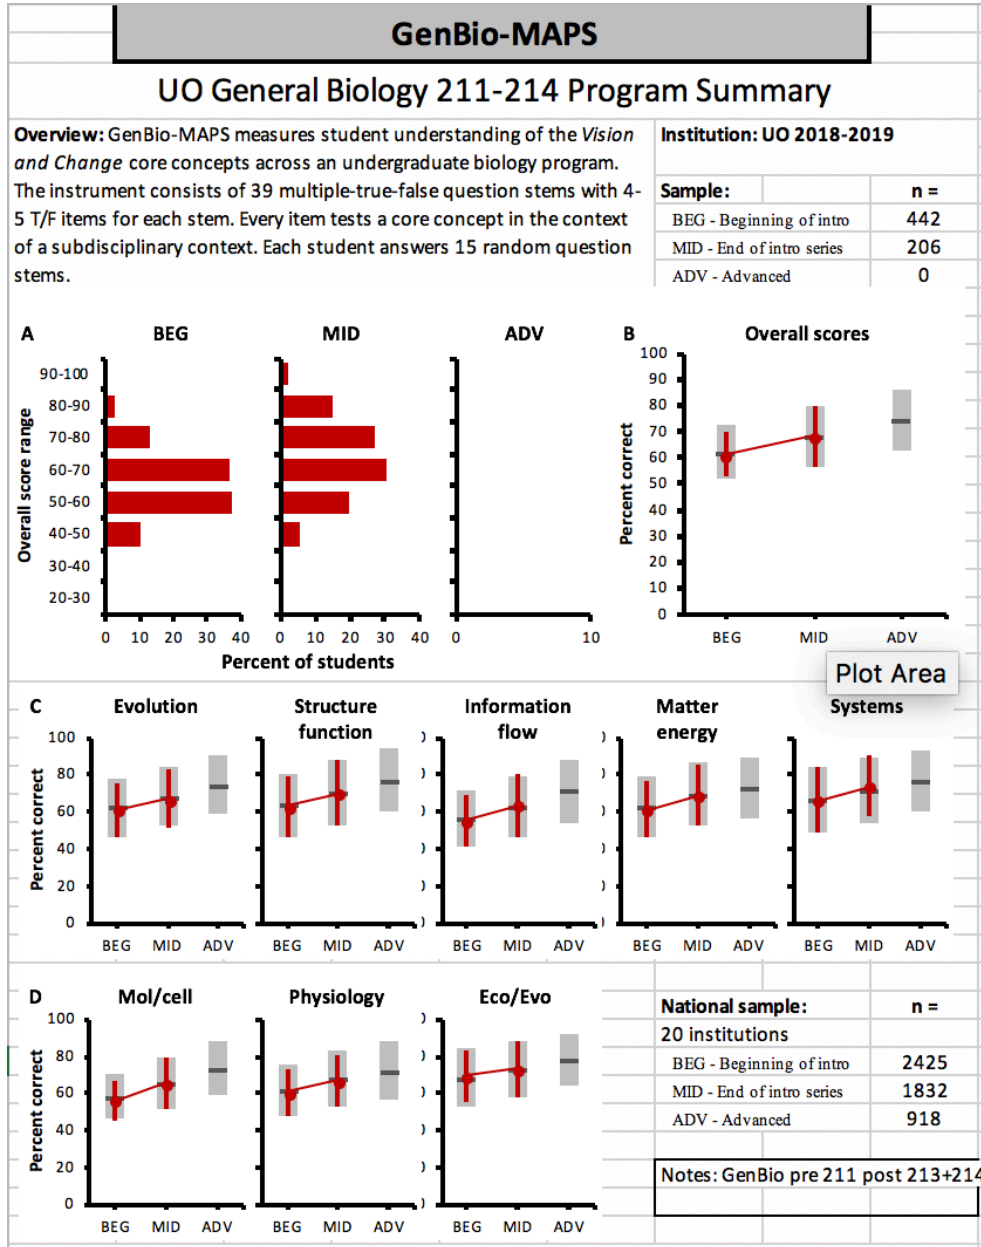 GenBio-MAPS
UO General Biology 211-214 Program Summary
Overview: GenBio-MAPS measures student understanding of the Vision
and Change core concepts across an undergraduate biology program.
The instrument consists of 39 multiple-true-false question stems with 4-
5 T/F items for each stem. Every item tests a core concept in the context
of a subdisciplinary context. Each student answers 15 random question
stems.
Institution: UO 2018-2019
Sample: n =
BEG - Beginning of intro 442
MID - End of intro series 206
ADV - Advanced 0
A BEG MID ADV
Overall score range
90-100
80-90
70-80
60-70
50-60
40-50
30-40
20-30
0 10 20 30 40
0 10 20 30 40
0 10
Percent of students
B Overall scores
Percent correct
100
90
80
70
60
50
40
30
20
10
0
BEG MID ADV
Plot Area
C Evolution
Structure
function
Information
flow
Matter
energy
Systems
Percent correct
100
80
60
40
20
0
BEG MID ADV
BEG MID ADV
BEG MID ADV
BEG MID ADV
BEG MID ADV
D Mol/cell Physiology Eco/Evo
Percent correct
100
80
60
40
20
0
BEG MID ADV
BEG MID ADV
BEG MID ADV
National sample: n =
20 institutions
BEG - Beginning of intro 2425
MID - End of intro series 1832
ADV - Advanced 918
Notes: GenBio pre 211 post 213+214